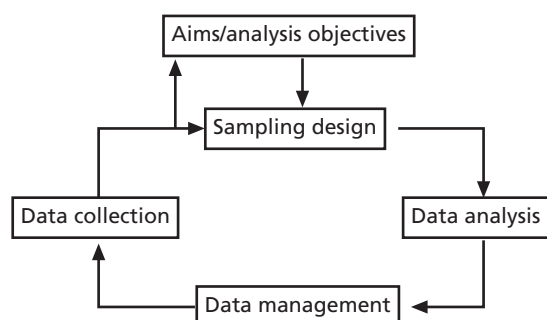 Aims/analysis objectives
Sampling design
Data collection
Data analysis
Data management